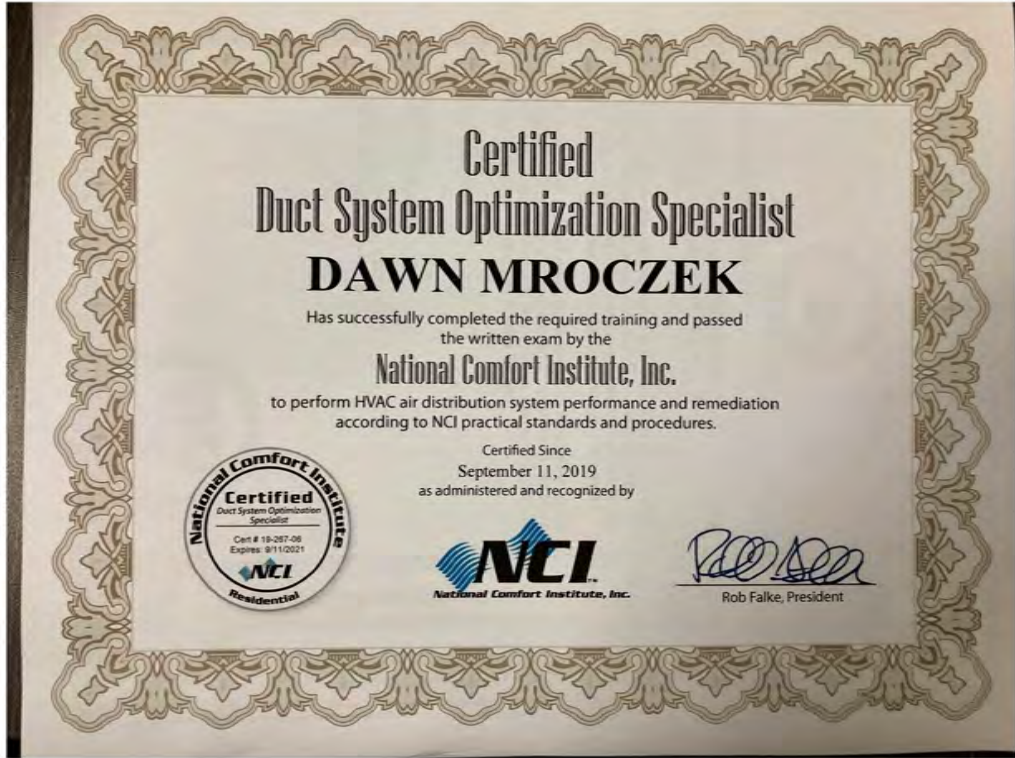 Certified
Duct System Optimization Specialist
DAWN MROCZEK
Has successfully completed the required training and passed
the written exam by the
National Comfort Institute, Inc.
to perform HVAC air distribution system performance and remediation
according to NCI practical standards and procedures.
Certified Since
September 11, 2019
as administered and recognized by
National Comfort Institute
Certified
Duct System Optimization
Specialist
Cert # 19-267-06
Expires: 9/11/2021
NCI
Residential
NCI
National Comfort Institute, Inc.
Rob Falke, President